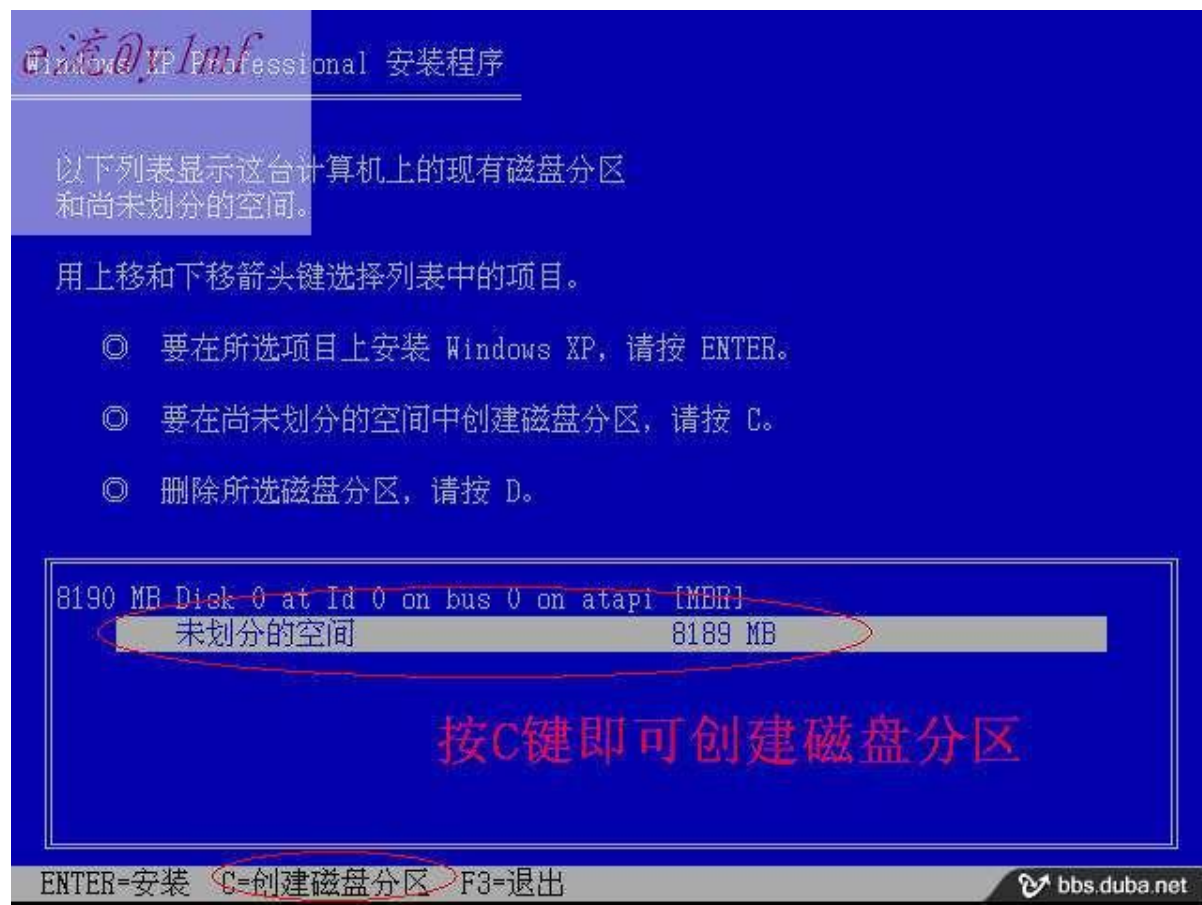 e流@ylmf
Windows XP Professional 安装程序
以下列表显示这台计算机上的现有磁盘分区
和尚未划分的空间。
用上移和下移箭头键选择列表中的项目。
◎ 要在所选项目上安装 Windows XP，请按 ENTER。
◎ 要在尚未划分的空间中创建磁盘分区，请按 C。
◎ 删除所选磁盘分区，请按 D。
8190 MB Disk 0 at Id 0 on bus 0 on atapi [MBR]
未划分的空间 8189 MB
按C键即可创建磁盘分区
ENTER=安装 C=创建磁盘分区 F3=退出
bbs.duba.net